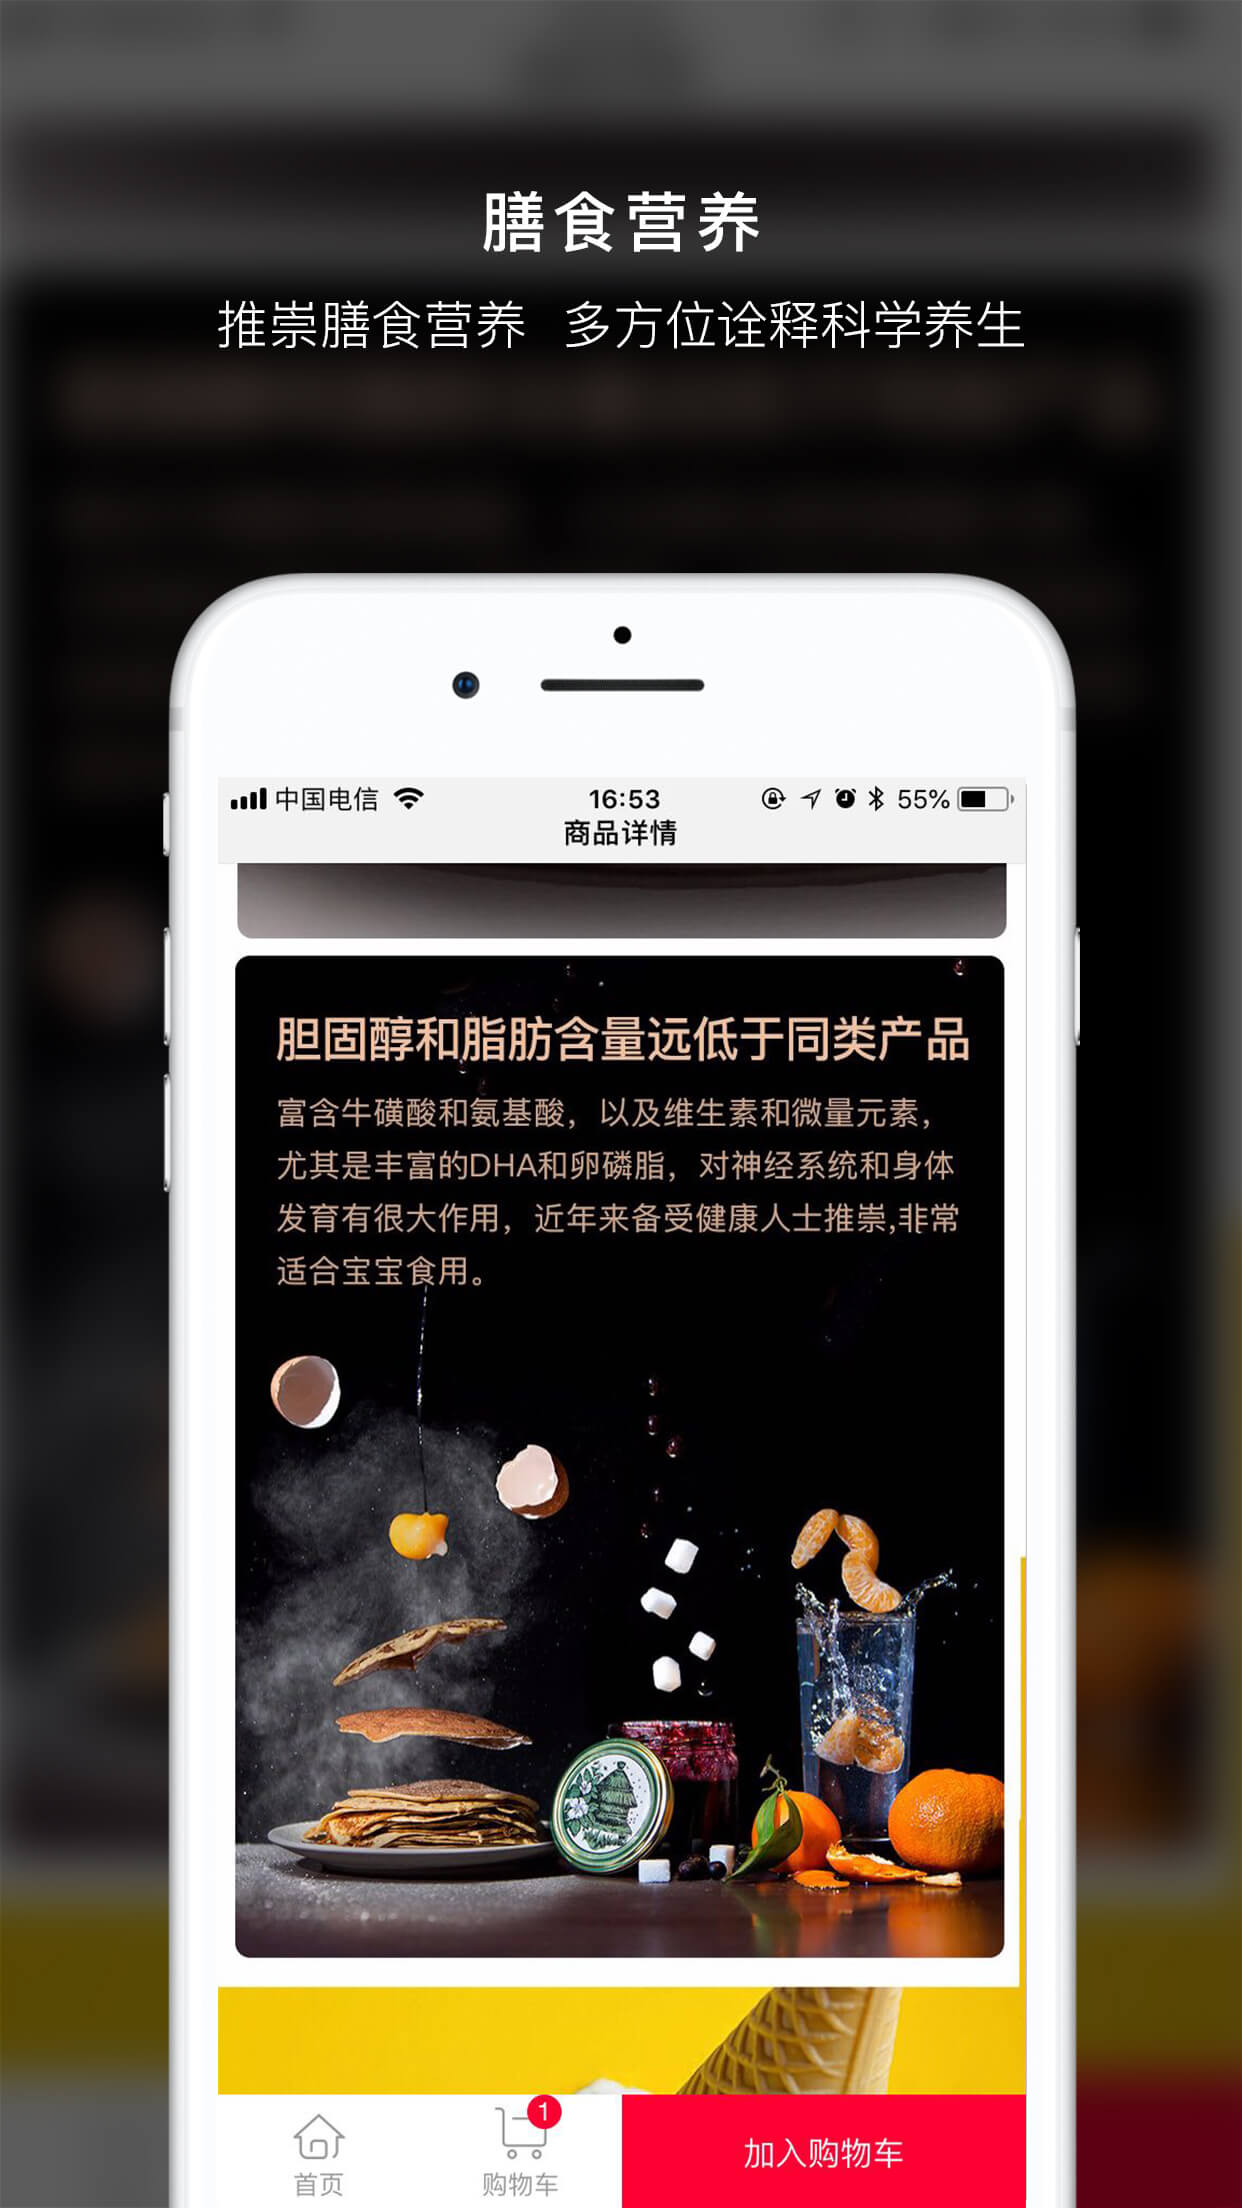 膳食营养
推崇膳食营养 多方位诠释科学养生
中国电信 16:53 55%
商品详情
胆固醇和脂肪含量远低于同类产品
富含牛磺酸和氨基酸，以及维生素和微量元素，
尤其是丰富的DHA和卵磷脂，对神经系统和身体
发育有很大作用，近年来备受健康人士推崇,非常
适合宝宝食用。
1
首页 购物车 加入购物车